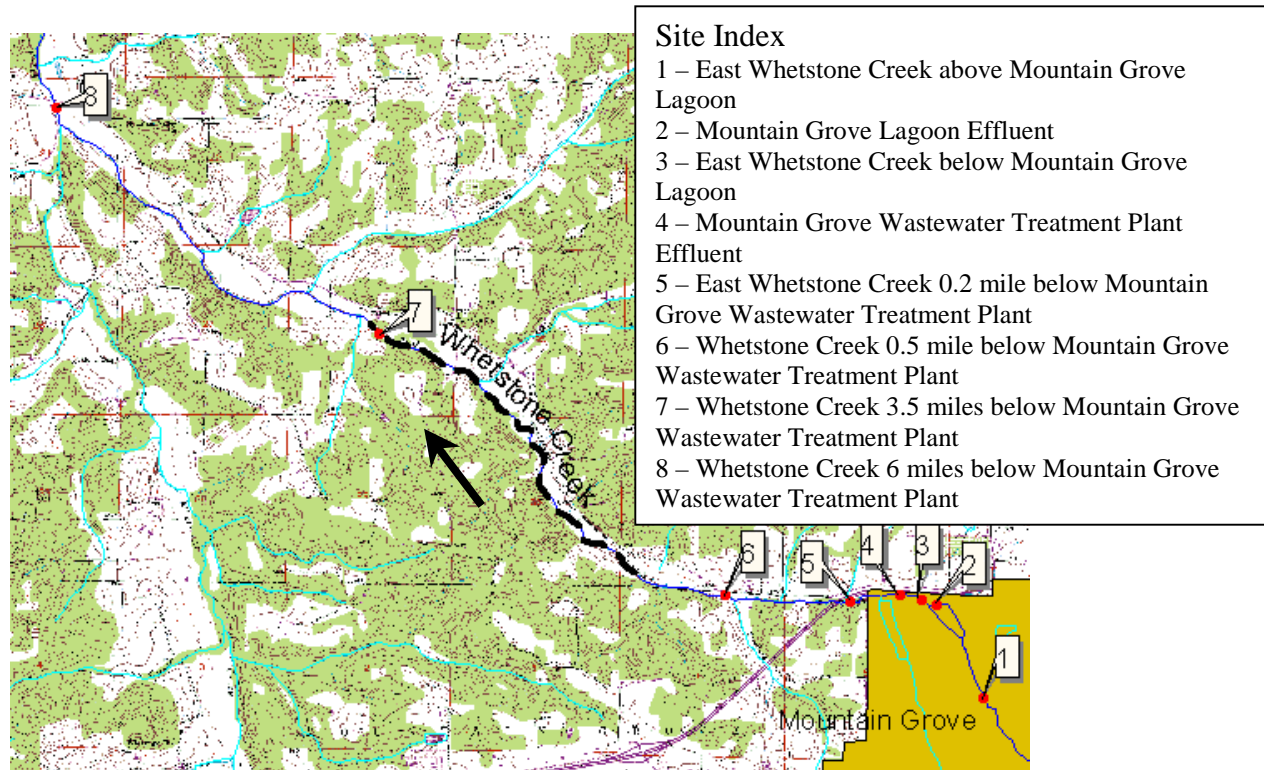 Site Index
1 – East Whetstone Creek above Mountain Grove
Lagoon
2 – Mountain Grove Lagoon Effluent
3 – East Whetstone Creek below Mountain Grove
Lagoon
4 – Mountain Grove Wastewater Treatment Plant
Effluent
5 – East Whetstone Creek 0.2 mile below Mountain
Grove Wastewater Treatment Plant
6 – Whetstone Creek 0.5 mile below Mountain Grove
Wastewater Treatment Plant
7 – Whetstone Creek 3.5 miles below Mountain Grove
Wastewater Treatment Plant
8 – Whetstone Creek 6 miles below Mountain Grove
Wastewater Treatment Plant
8
7
Whetstone Creek
6
5
4
3
2
1
Mountain Grove